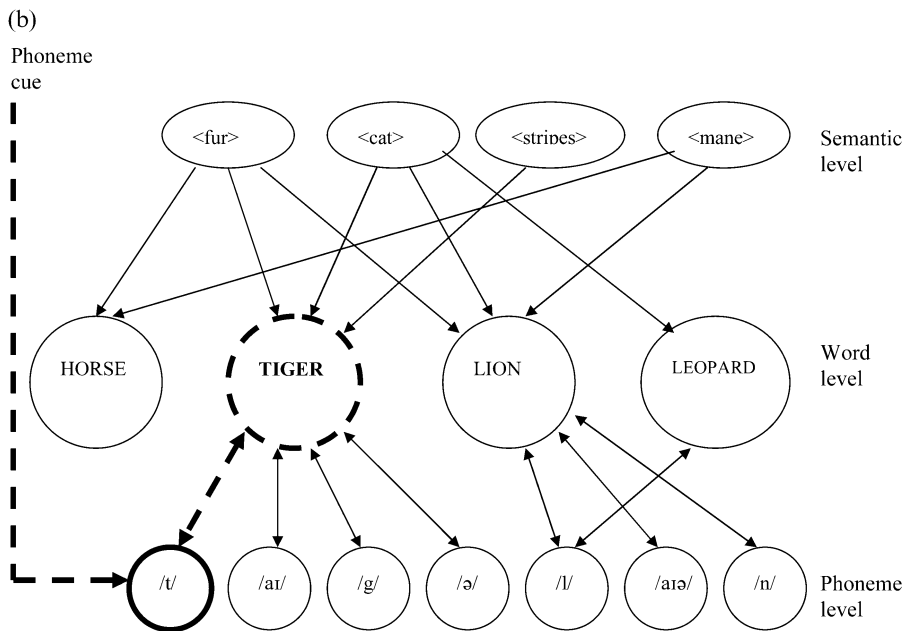 (b)
Phoneme
cue
<fur>
<cat>
<stripes>
<mane>
Semantic
level
HORSE
TIGER
LION
LEOPARD
Word
level
/t/
/aɪ/
/g/
/ə/
/l/
/aɪə/
/n/
Phoneme
level